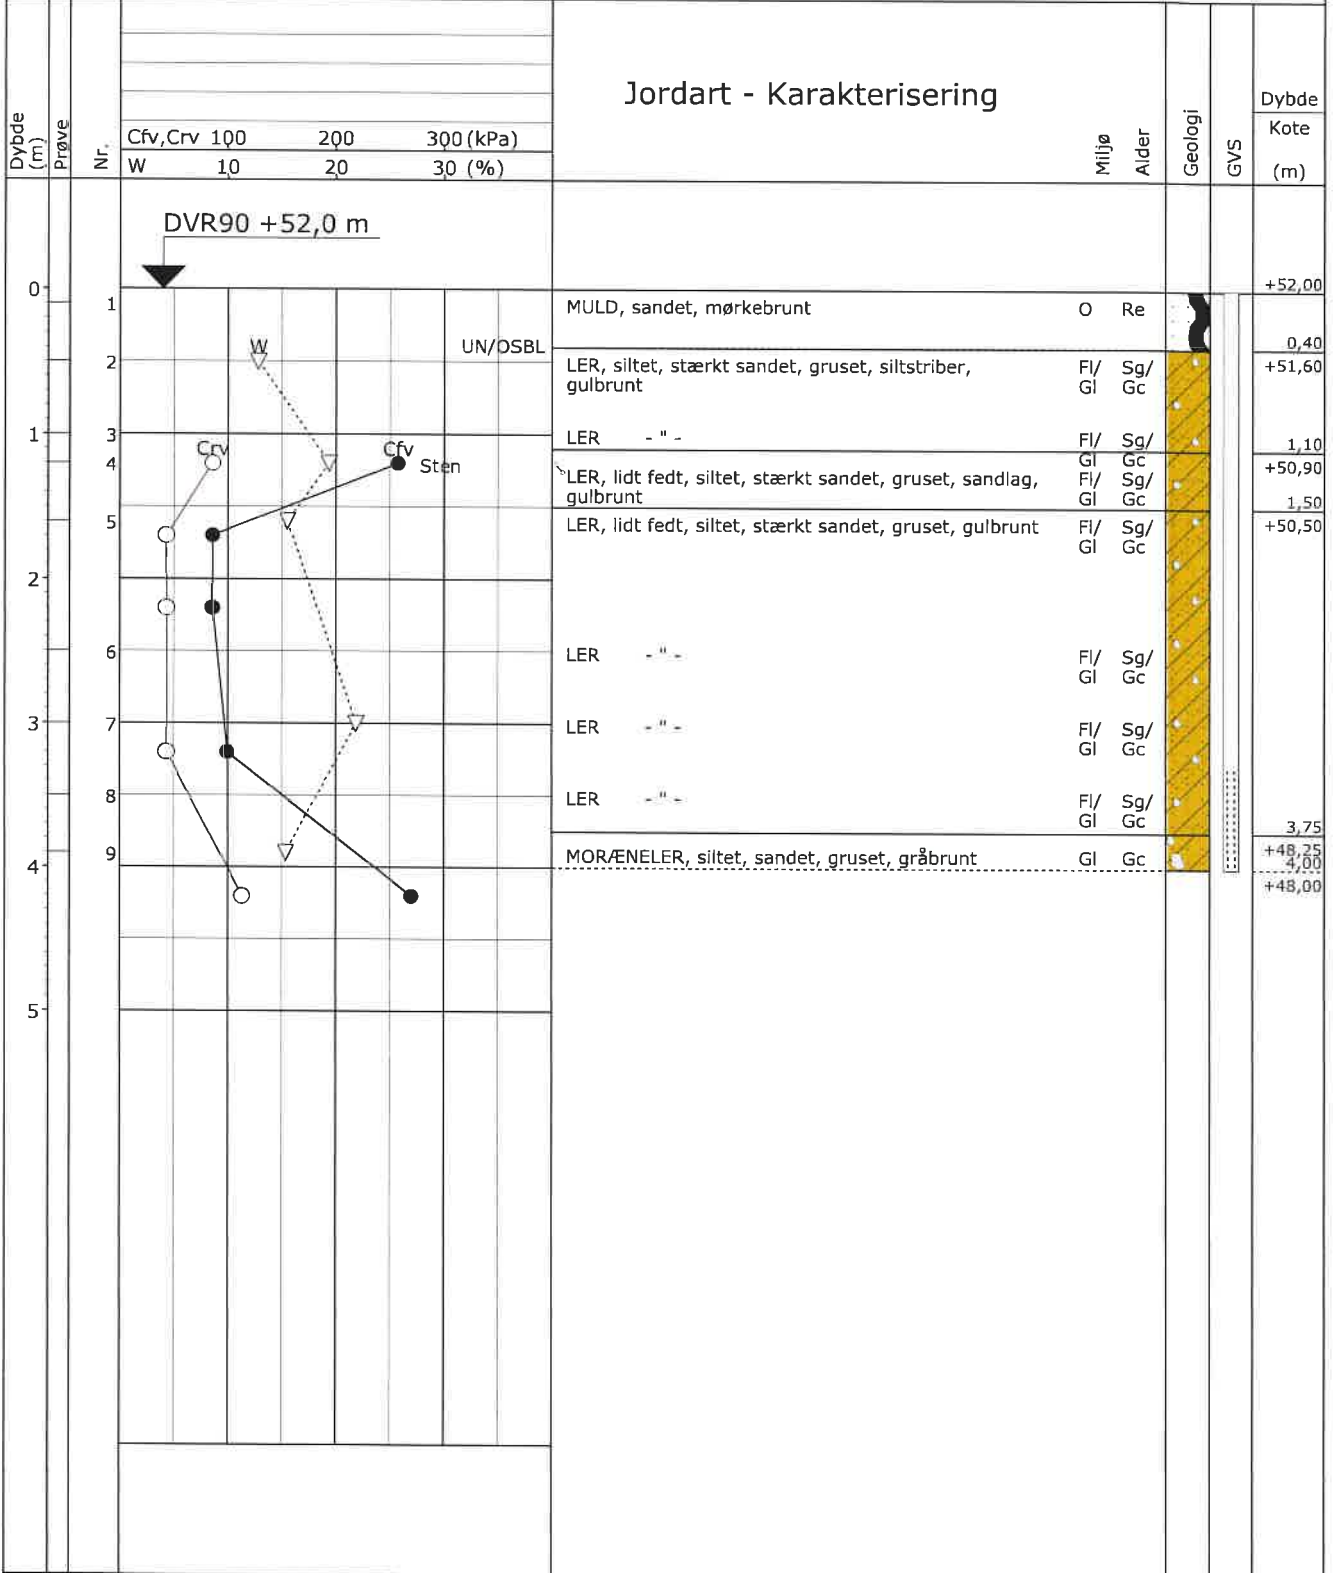 Jordart - Karakterisering
Dybde (m)
Prøve
Nr.
Cfv,Crv 100 200 300 (kPa)
W 10 20 30 (%)
Miljø
Alder
Geologi
GVS
Dybde
Kote
(m)
DVR90 +52,0 m
0
+52,00
1
MULD, sandet, mørkebrunt O Re
W
UN/OSBL
0,40
2
LER, siltet, stærkt sandet, gruset, siltstriber, Fl/ Sg/
gulbrunt Gl Gc
+51,60
1
3
LER - " - Fl/ Sg/
Gl Gc
1,10
Crv
Cfv
4
Sten
+50,90
LER, lidt fedt, siltet, stærkt sandet, gruset, sandlag, Fl/ Sg/
gulbrunt Gl Gc
1,50
5
LER, lidt fedt, siltet, stærkt sandet, gruset, gulbrunt Fl/ Sg/
Gl Gc
+50,50
2
6
LER - " - Fl/ Sg/
Gl Gc
3
7
LER - " - Fl/ Sg/
Gl Gc
8
LER - " - Fl/ Sg/
Gl Gc
3,75
9
+48,25
MORÆNELER, siltet, sandet, gruset, gråbrunt Gl Gc
4
4,00
+48,00
5